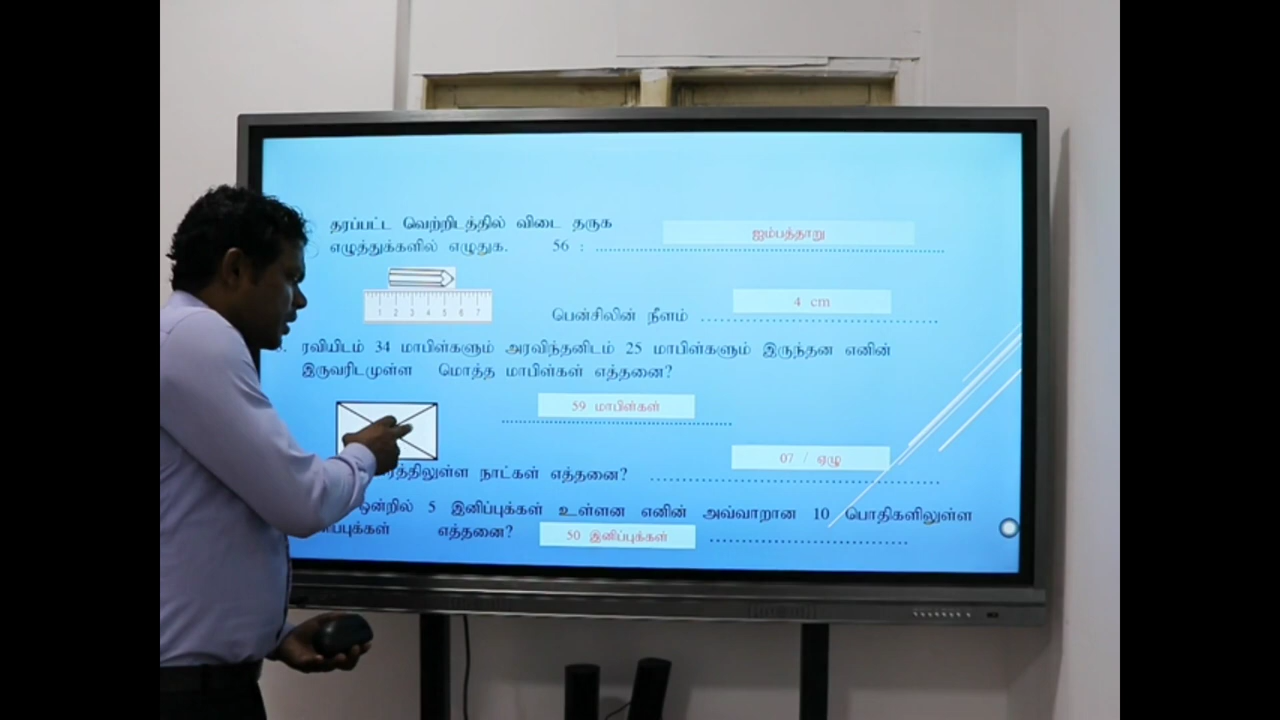 தரப்பட்ட வெற்றிடத்தில் விடை தருக
எழுத்துக்களில் எழுதுக. 56 : ஐம்பத்தாறு
1 2 3 4 5 6 7
பென்சிலின் நீளம் 4 cm
ரவியிடம் 34 மாபிள்களும் அரவிந்தனிடம் 25 மாபிள்களும் இருந்தன எனின்
இருவரிடமுள்ள மொத்த மாபிள்கள் எத்தனை?
59 மாபிள்கள்
நாட்கள் எத்தனை? 07 / ஏழு
ஒன்றில் 5 இனிப்புக்கள் உள்ளன எனின் அவ்வாறான 10 பொதிகளிலுள்ள
எத்தனை? 50 இனிப்புக்கள்